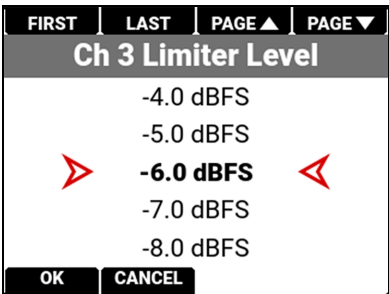 FIRST LAST PAGE▲ PAGE▼
Ch 3 Limiter Level
-4.0 dBFS
-5.0 dBFS
-6.0 dBFS
-7.0 dBFS
-8.0 dBFS
OK CANCEL